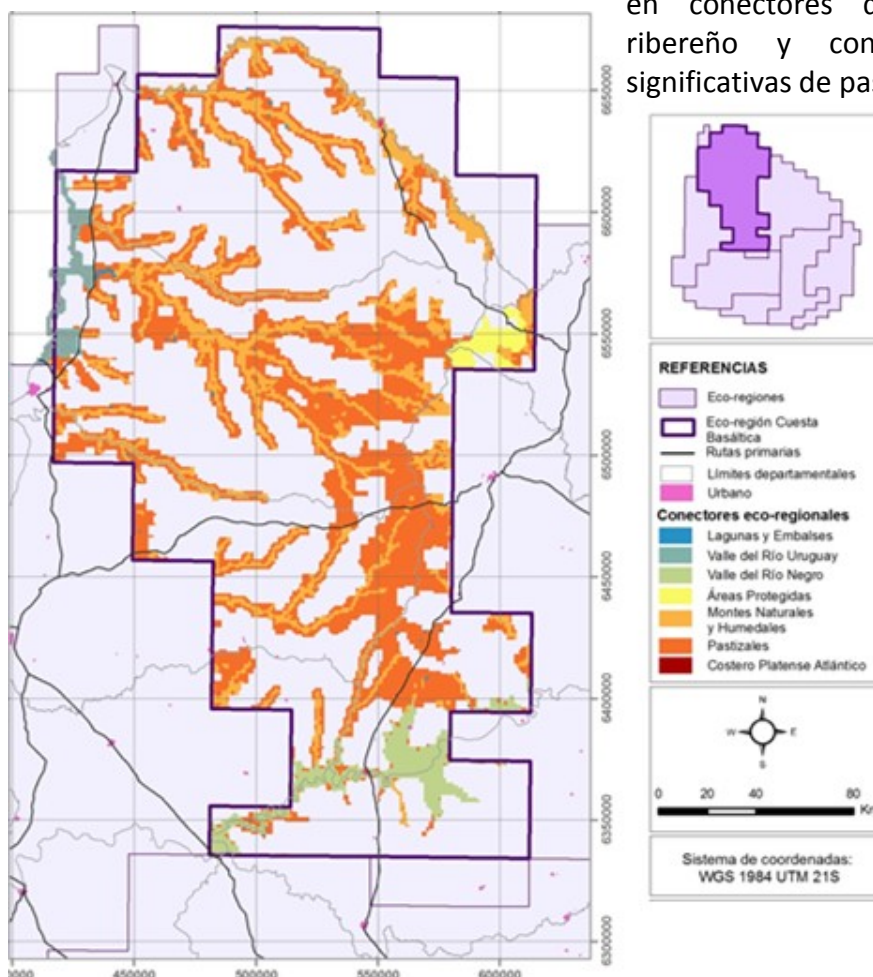 en conectores d
ribereño y con
significativas de pas
6650000
6600000
6550000
6500000
6450000
6400000
6350000
6300000
450000
500000
550000
600000
REFERENCIAS
Eco-regiones
Eco-región Cuesta
Basáltica
Rutas primarias
Límites departamentales
Urbano
Conectores eco-regionales
Lagunas y Embalses
Valle del Río Uruguay
Valle del Río Negro
Áreas Protegidas
Montes Naturales
y Humedales
Pastizales
Costero Platense Atlántico
N
W E
S
0 20 40 80
Km
Sistema de coordenadas:
WGS 1984 UTM 21S